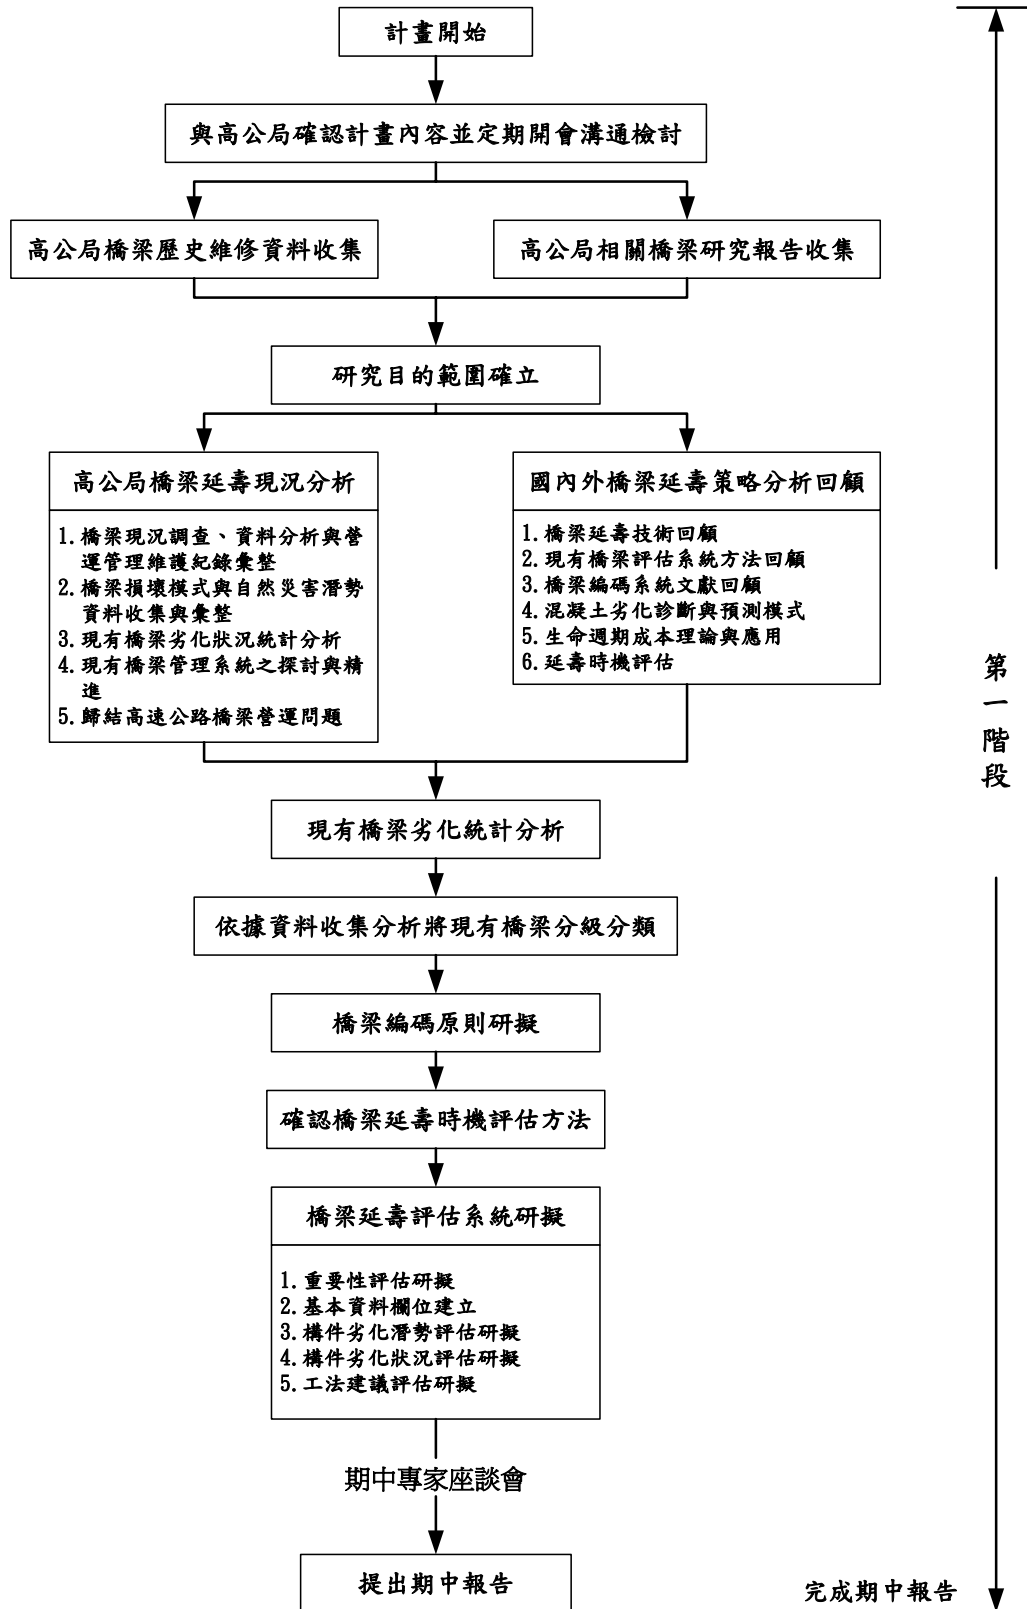 計畫開始
與高公局確認計畫內容並定期開會溝通檢討
高公局橋梁歷史維修資料收集
高公局相關橋梁研究報告收集
研究目的範圍確立
高公局橋梁延壽現況分析
1.橋梁現況調查、資料分析與營
運管理維護紀錄彙整
2.橋梁損壞模式與自然災害潛勢
資料收集與彙整
3.現有橋梁劣化狀況統計分析
4.現有橋梁管理系統之探討與精
進
5.歸結高速公路橋梁營運問題
國內外橋梁延壽策略分析回顧
1.橋梁延壽技術回顧
2.現有橋梁評估系統方法回顧
3.橋梁編碼系統文獻回顧
4.混凝土劣化診斷與預測模式
5.生命週期成本理論與應用
6.延壽時機評估
現有橋梁劣化統計分析
依據資料收集分析將現有橋梁分級分類
橋梁編碼原則研擬
確認橋梁延壽時機評估方法
橋梁延壽評估系統研擬
1.重要性評估研擬
2.基本資料欄位建立
3.構件劣化潛勢評估研擬
4.構件劣化狀況評估研擬
5.工法建議評估研擬
期中專家座談會
提出期中報告
第一階段
完成期中報告